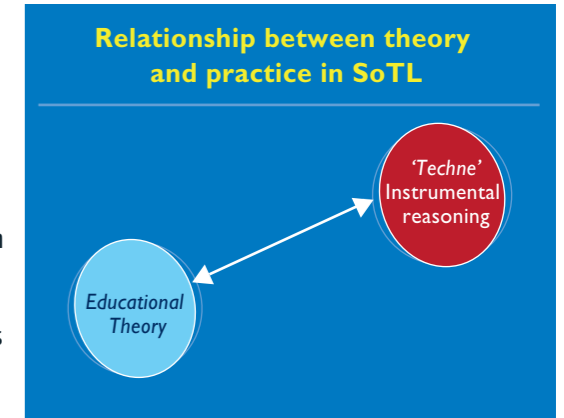 Relationship between theory
and practice in SoTL
'Techne'
Instrumental
reasoning
Educational
Theory